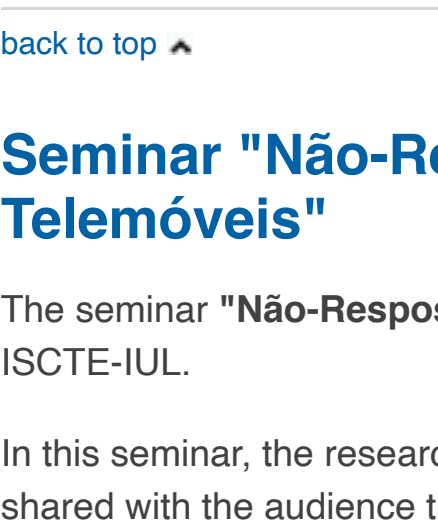 back to top
Seminar "Não-Re
Telemóveis"
The seminar "Não-Respos
ISCTE-IUL.
In this seminar, the researc
shared with the audience t